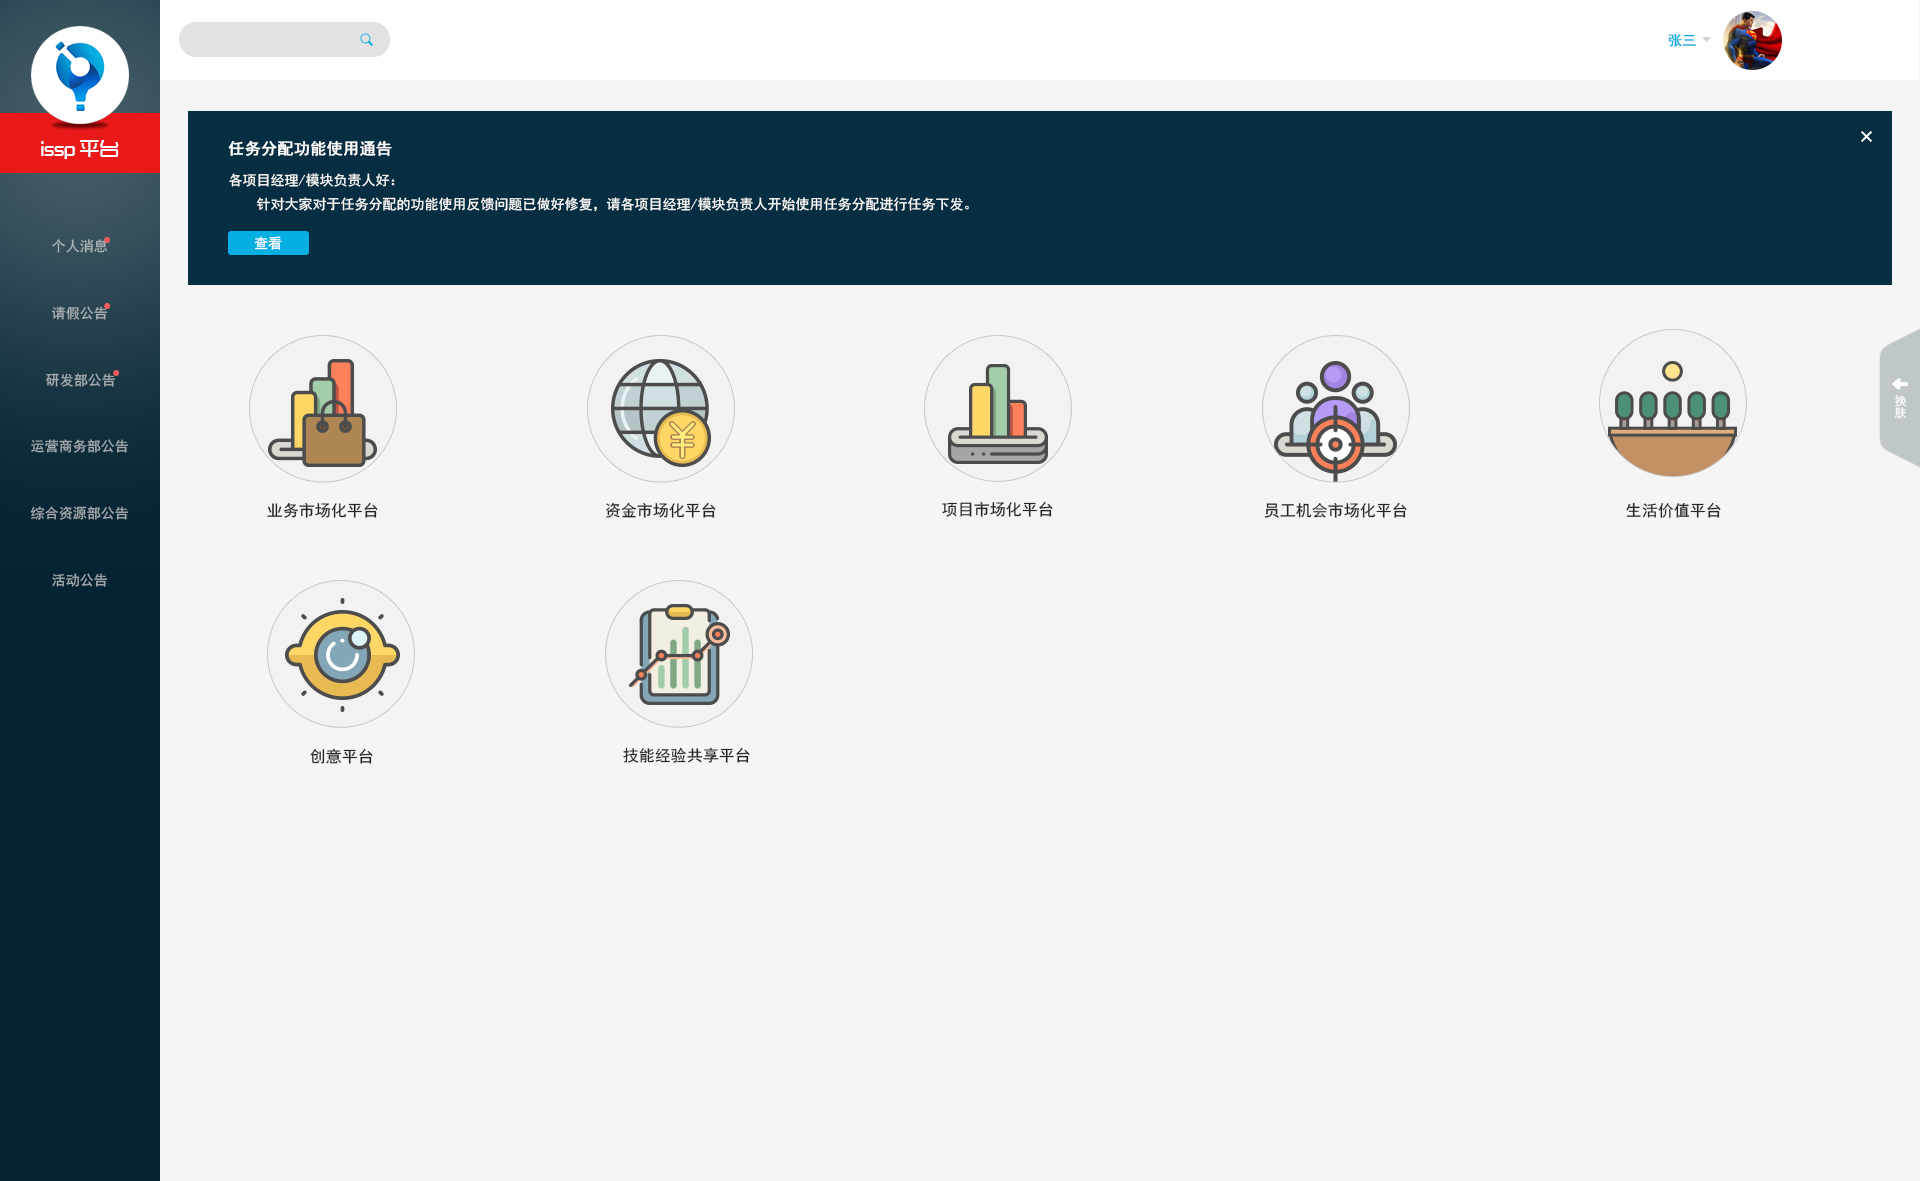 issp 平台
个人消息
请假公告
研发部公告
运营商务部公告
综合资源部公告
活动公告
张三
任务分配功能使用通告
各项目经理/模块负责人好：
针对大家对于任务分配的功能使用反馈问题已做好修复，请各项目经理/模块负责人开始使用任务分配进行任务下发。
查看
换肤
业务市场化平台
资金市场化平台
项目市场化平台
员工机会市场化平台
生活价值平台
创意平台
技能经验共享平台